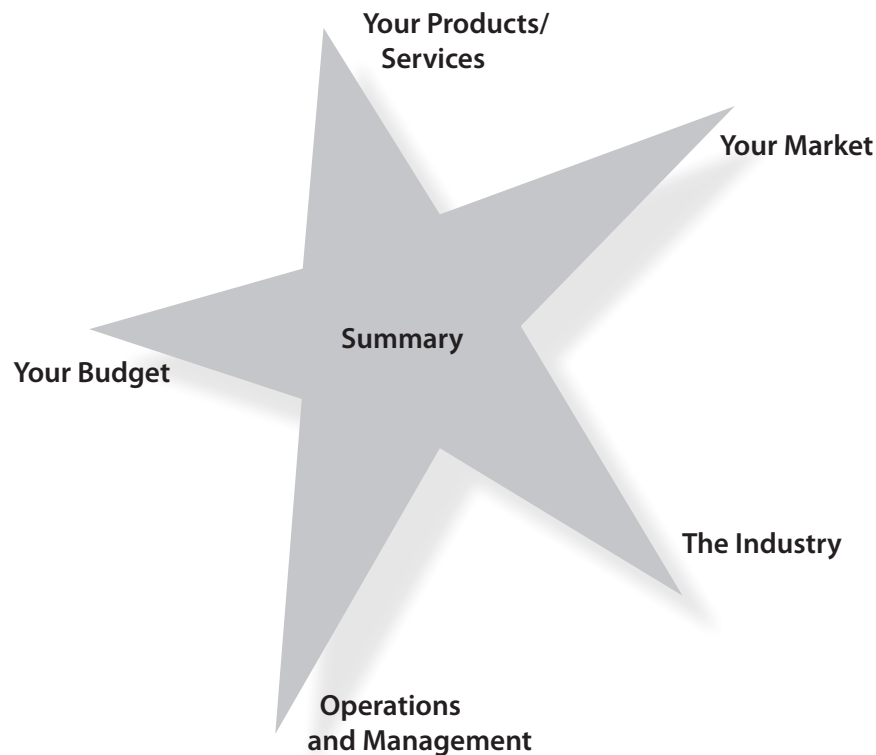 Your Products/
Services
Your Market
Summary
Your Budget
The Industry
Operations
and Management